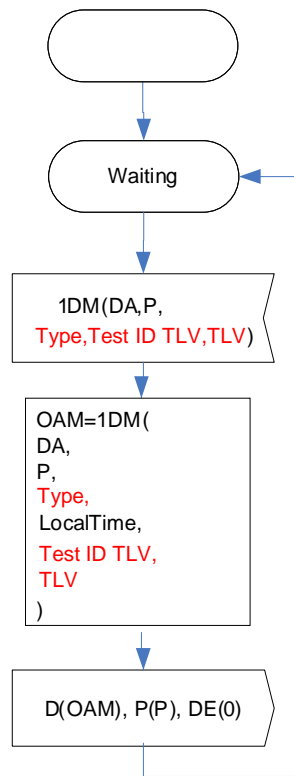 Waiting
1DM(DA,P,
Type,Test ID TLV,TLV)
OAM=1DM(
DA,
P,
Type,
LocalTime,
Test ID TLV,
TLV
)
D(OAM), P(P), DE(0)